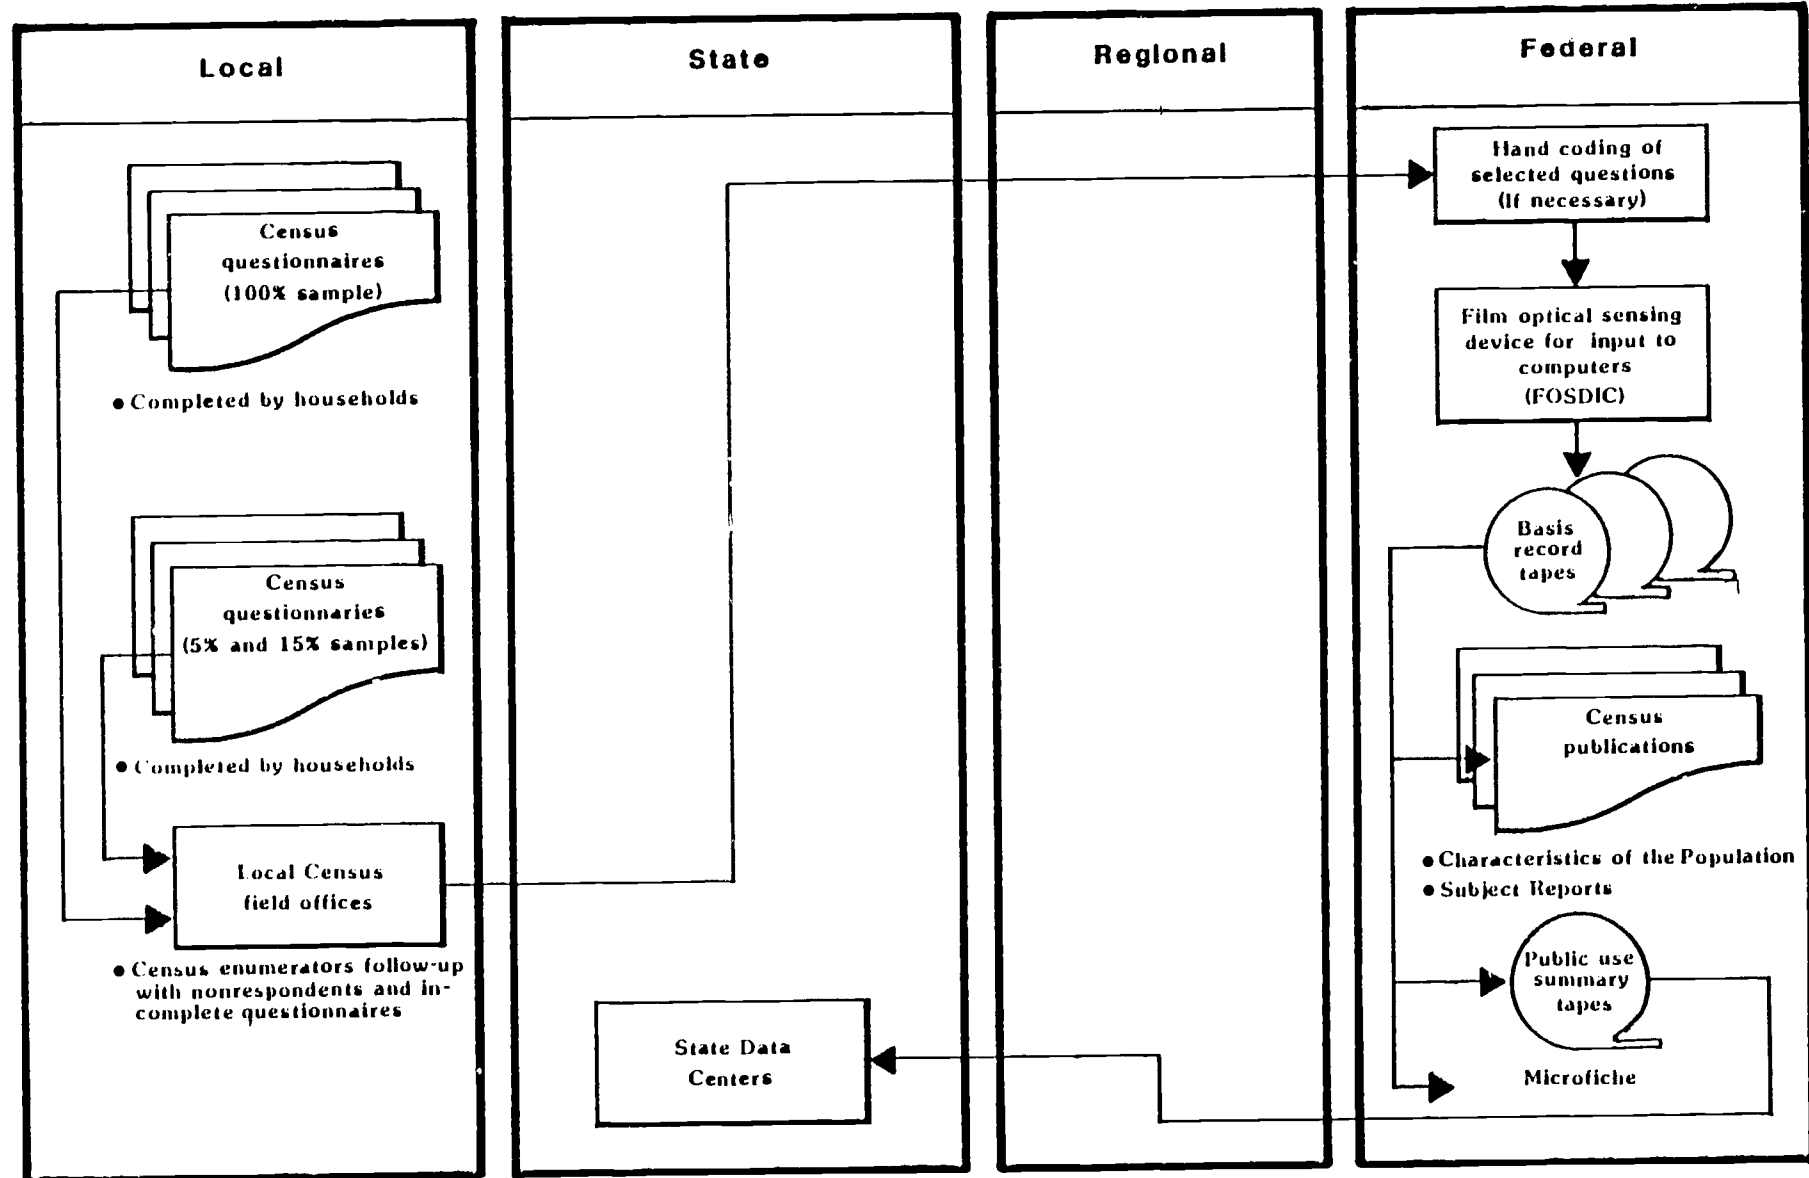 Local
Census
questionnaires
(100% sample)
● Completed by households
Census
questionnaries
(5% and 15% samples)
● Completed by households
Local Census
field offices
● Census enumerators follow-up
with nonrespondents and in-
complete questionnaires
State
State Data
Centers
Regional
Federal
Hand coding of
selected questions
(If necessary)
Film optical sensing
device for input to
computers
(FOSDIC)
Basis
record
tapes
Census
publications
● Characteristics of the Population
● Subject Reports
Public use
summary
tapes
Microfiche